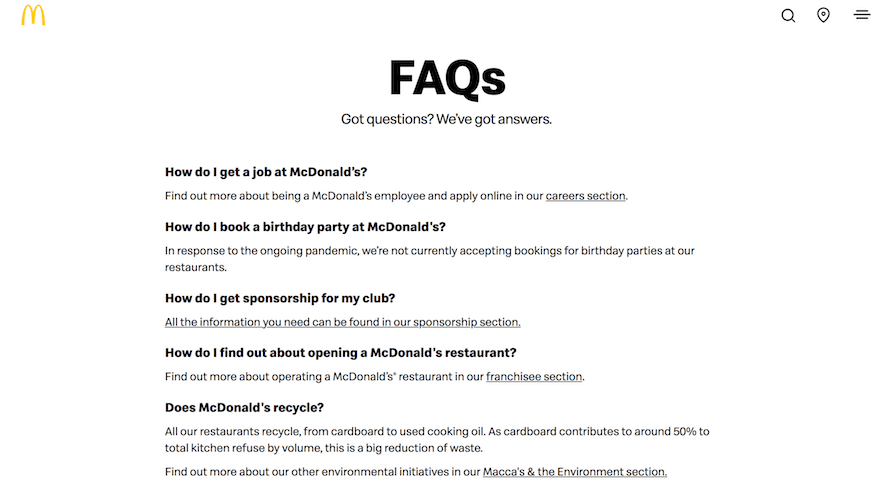 FAQs
Got questions? We've got answers.
How do I get a job at McDonald's?
Find out more about being a McDonald's employee and apply online in our careers section.
How do I book a birthday party at McDonald's?
In response to the ongoing pandemic, we're not currently accepting bookings for birthday parties at our
restaurants.
How do I get sponsorship for my club?
All the information you need can be found in our sponsorship section.
How do I find out about opening a McDonald's restaurant?
Find out more about operating a McDonald's® restaurant in our franchisee section.
Does McDonald's recycle?
All our restaurants recycle, from cardboard to used cooking oil. As cardboard contributes to around 50% to
total kitchen refuse by volume, this is a big reduction of waste.
Find out more about our other environmental initiatives in our Macca's & the Environment section.